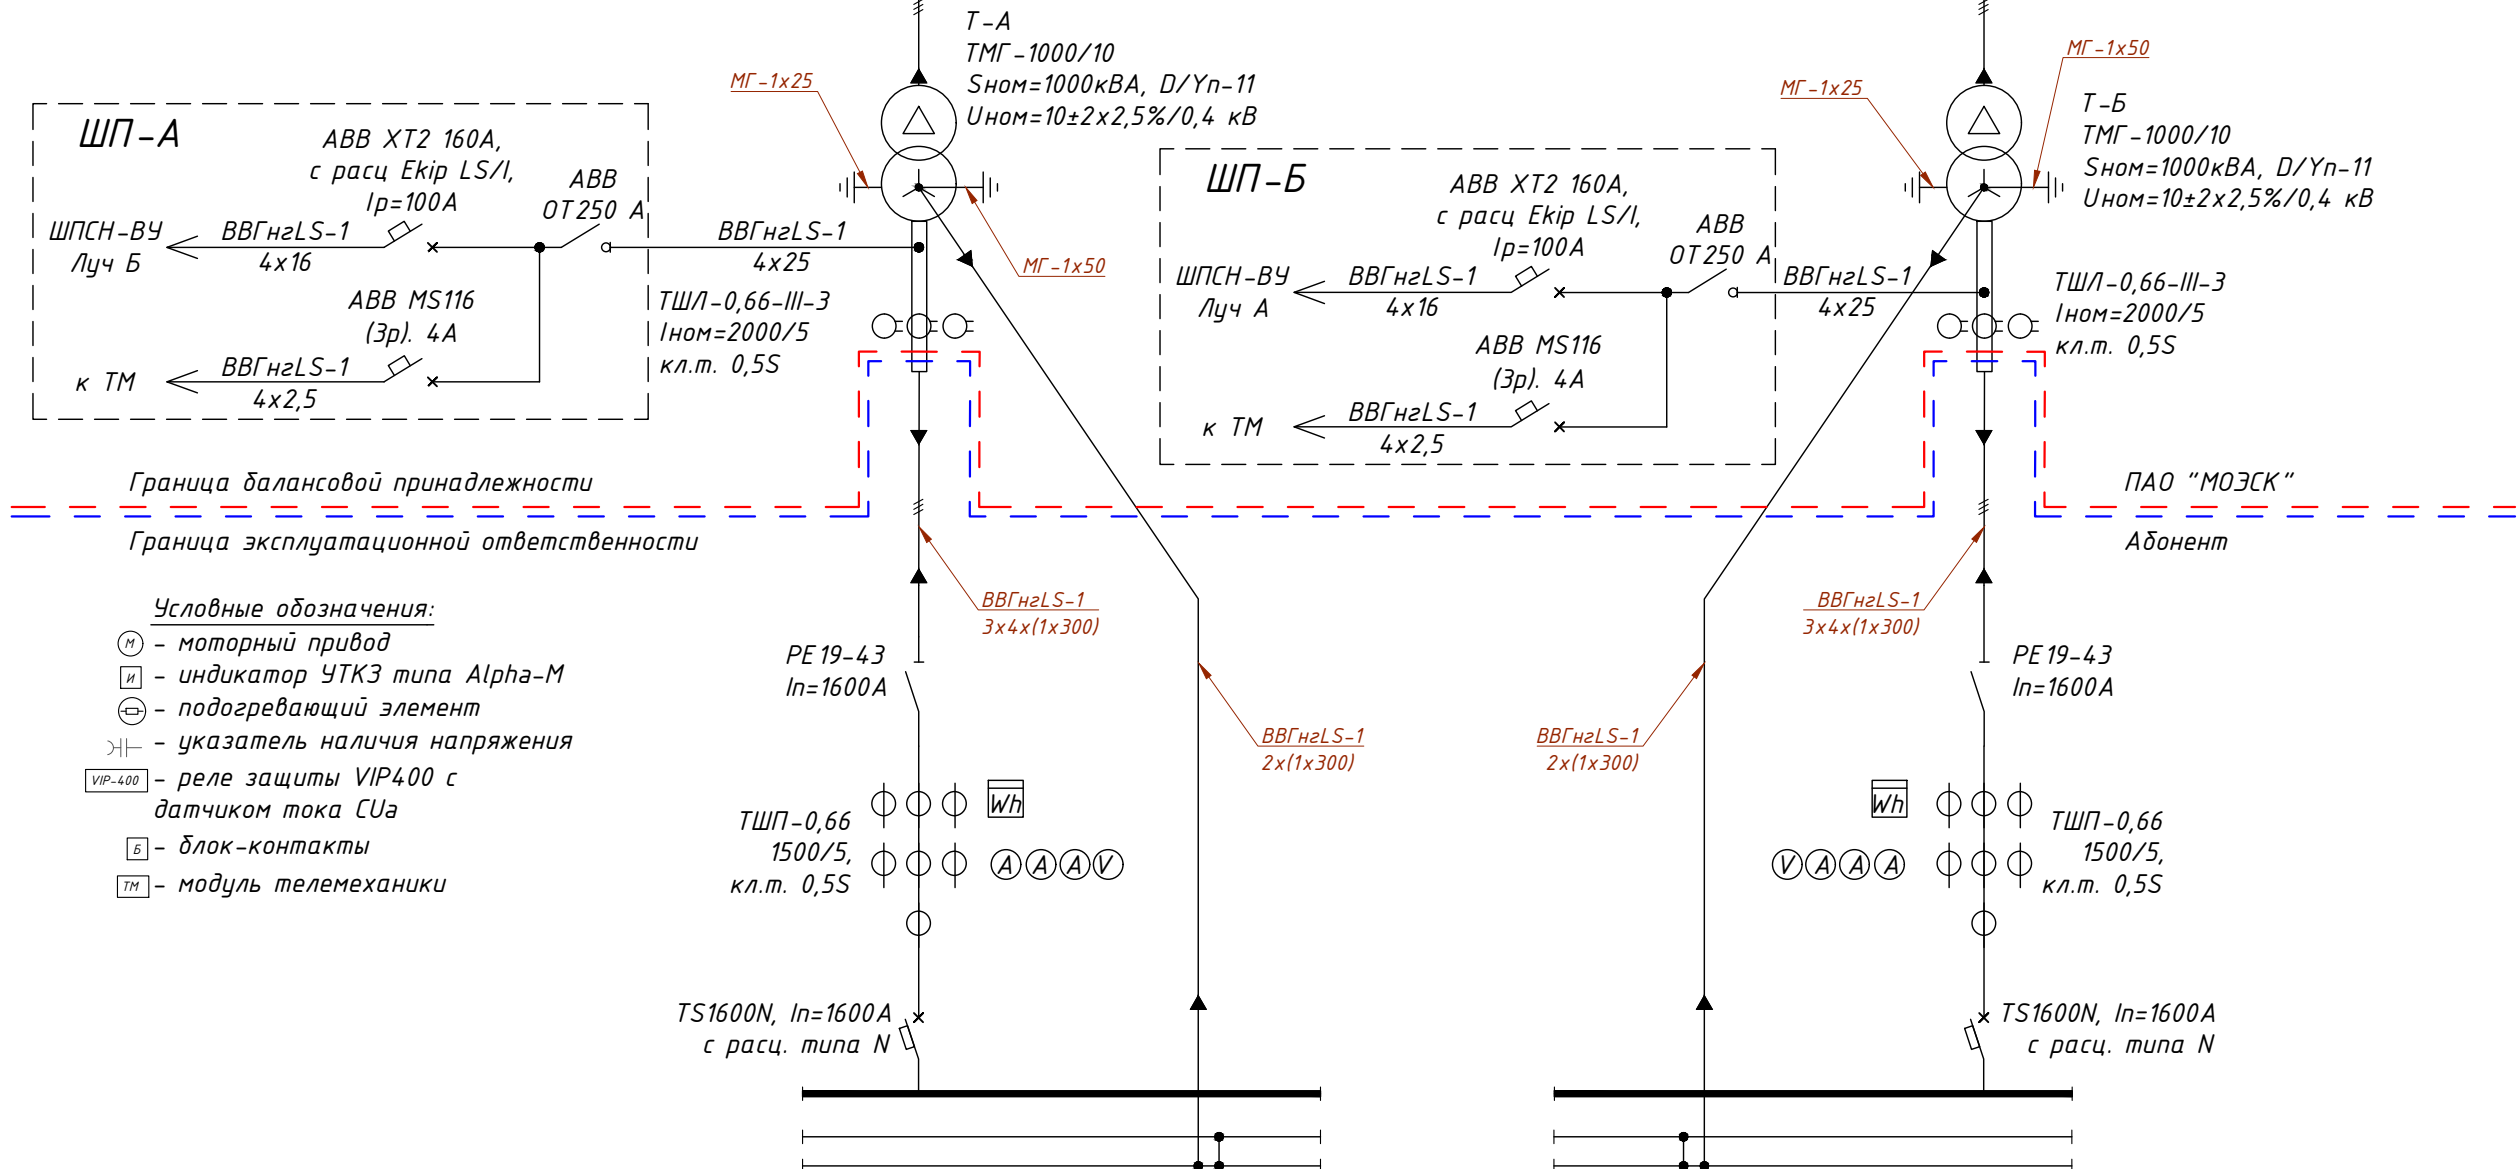 Т-А
ТМГ-1000/10
Sном=1000кВА, D/Yn-11
Uном=10±2х2,5%/0,4 кВ
МГ-1х25
МГ-1х50
ШП-А
АВВ ХТ2 160А,
с расц Ekip LS/I,
Iр=100А
АВВ
ОТ250 А
ШПСН-ВУ
Луч Б
ВВГнгLS-1
4х16
ВВГнгLS-1
4х25
АВВ MS116
(3р). 4А
к ТМ
ВВГнгLS-1
4х2,5
ТШЛ-0,66-III-3
Iном=2000/5
кл.т. 0,5S
МГ-1х50
МГ-1х25
Т-Б
ТМГ-1000/10
Sном=1000кВА, D/Yn-11
Uном=10±2х2,5%/0,4 кВ
ШП-Б
АВВ ХТ2 160А,
с расц Ekip LS/I,
Iр=100А
АВВ
ОТ250 А
ШПСН-ВУ
Луч А
ВВГнгLS-1
4х16
ВВГнгLS-1
4х25
АВВ MS116
(3р). 4А
к ТМ
ВВГнгLS-1
4х2,5
ТШЛ-0,66-III-3
Iном=2000/5
кл.т. 0,5S
Граница балансовой принадлежности
ПАО "МОЭСК"
Граница эксплуатационной ответственности
Абонент
Условные обозначения:
М - моторный привод
И - индикатор УТКЗ типа Alpha-M
- подогревающий элемент
- указатель наличия напряжения
VIP-400 - реле защиты VIP400 с
датчиком тока CUa
Б - блок-контакты
ТМ - модуль телемеханики
ВВГнгLS-1
3х4х(1х300)
РЕ19-43
In=1600А
ВВГнгLS-1
2х(1х300)
Wh
ТШП-0,66
1500/5,
кл.т. 0,5S
A A A V
TS1600N, In=1600А
с расц. типа N
ВВГнгLS-1
3х4х(1х300)
РЕ19-43
In=1600А
ВВГнгLS-1
2х(1х300)
Wh
ТШП-0,66
1500/5,
кл.т. 0,5S
V A A A
TS1600N, In=1600А
с расц. типа N